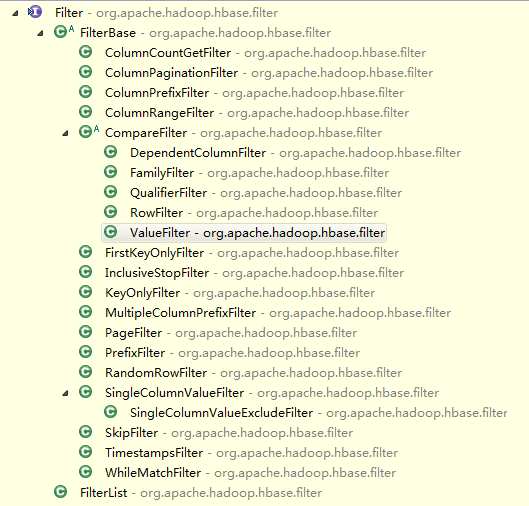 Filter - org.apache.hadoop.hbase.filter
FilterBase - org.apache.hadoop.hbase.filter
ColumnCountGetFilter - org.apache.hadoop.hbase.filter
ColumnPaginationFilter - org.apache.hadoop.hbase.filter
ColumnPrefixFilter - org.apache.hadoop.hbase.filter
ColumnRangeFilter - org.apache.hadoop.hbase.filter
CompareFilter - org.apache.hadoop.hbase.filter
DependentColumnFilter - org.apache.hadoop.hbase.filter
FamilyFilter - org.apache.hadoop.hbase.filter
QualifierFilter - org.apache.hadoop.hbase.filter
RowFilter - org.apache.hadoop.hbase.filter
ValueFilter - org.apache.hadoop.hbase.filter
FirstKeyOnlyFilter - org.apache.hadoop.hbase.filter
InclusiveStopFilter - org.apache.hadoop.hbase.filter
KeyOnlyFilter - org.apache.hadoop.hbase.filter
MultipleColumnPrefixFilter - org.apache.hadoop.hbase.filter
PageFilter - org.apache.hadoop.hbase.filter
PrefixFilter - org.apache.hadoop.hbase.filter
RandomRowFilter - org.apache.hadoop.hbase.filter
SingleColumnValueFilter - org.apache.hadoop.hbase.filter
SingleColumnValueExcludeFilter - org.apache.hadoop.hbase.filter
SkipFilter - org.apache.hadoop.hbase.filter
TimestampsFilter - org.apache.hadoop.hbase.filter
WhileMatchFilter - org.apache.hadoop.hbase.filter
FilterList - org.apache.hadoop.hbase.filter